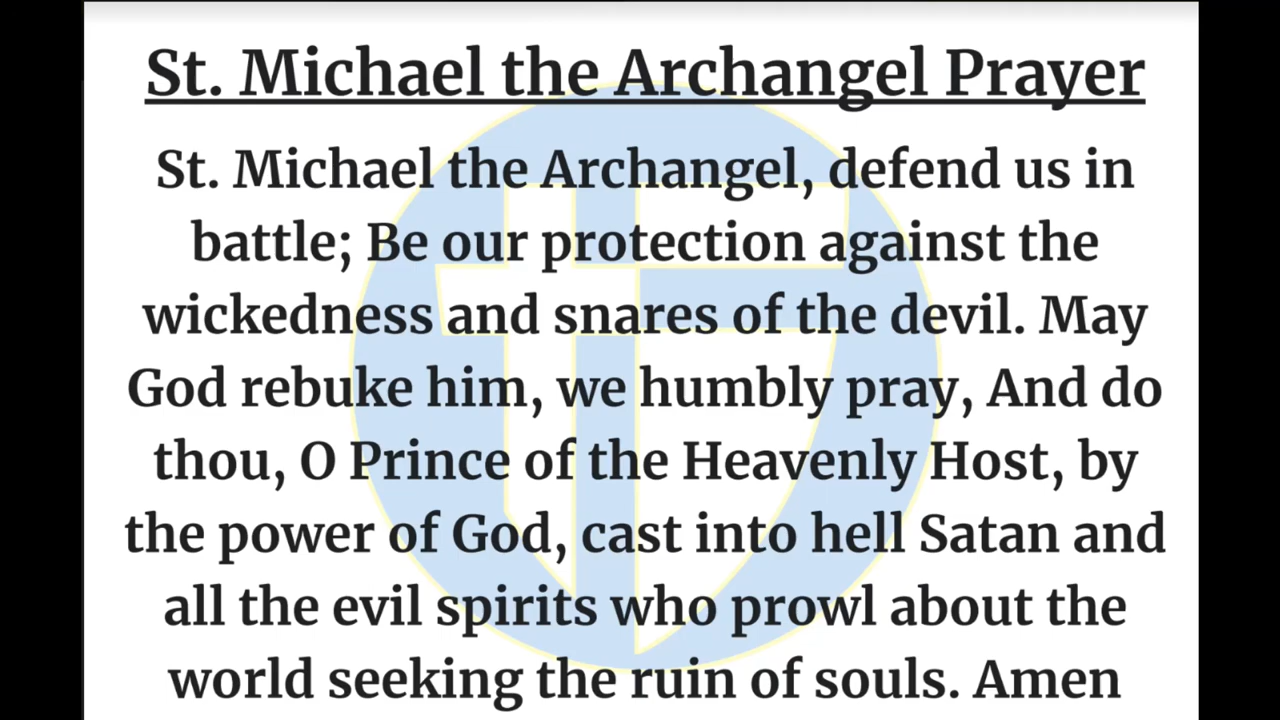 St. Michael the Archangel Prayer
St. Michael the Archangel, defend us in
battle; Be our protection against the
wickedness and snares of the devil. May
God rebuke him, we humbly pray, And do
thou, O Prince of the Heavenly Host, by
the power of God, cast into hell Satan and
all the evil spirits who prowl about the
world seeking the ruin of souls. Amen